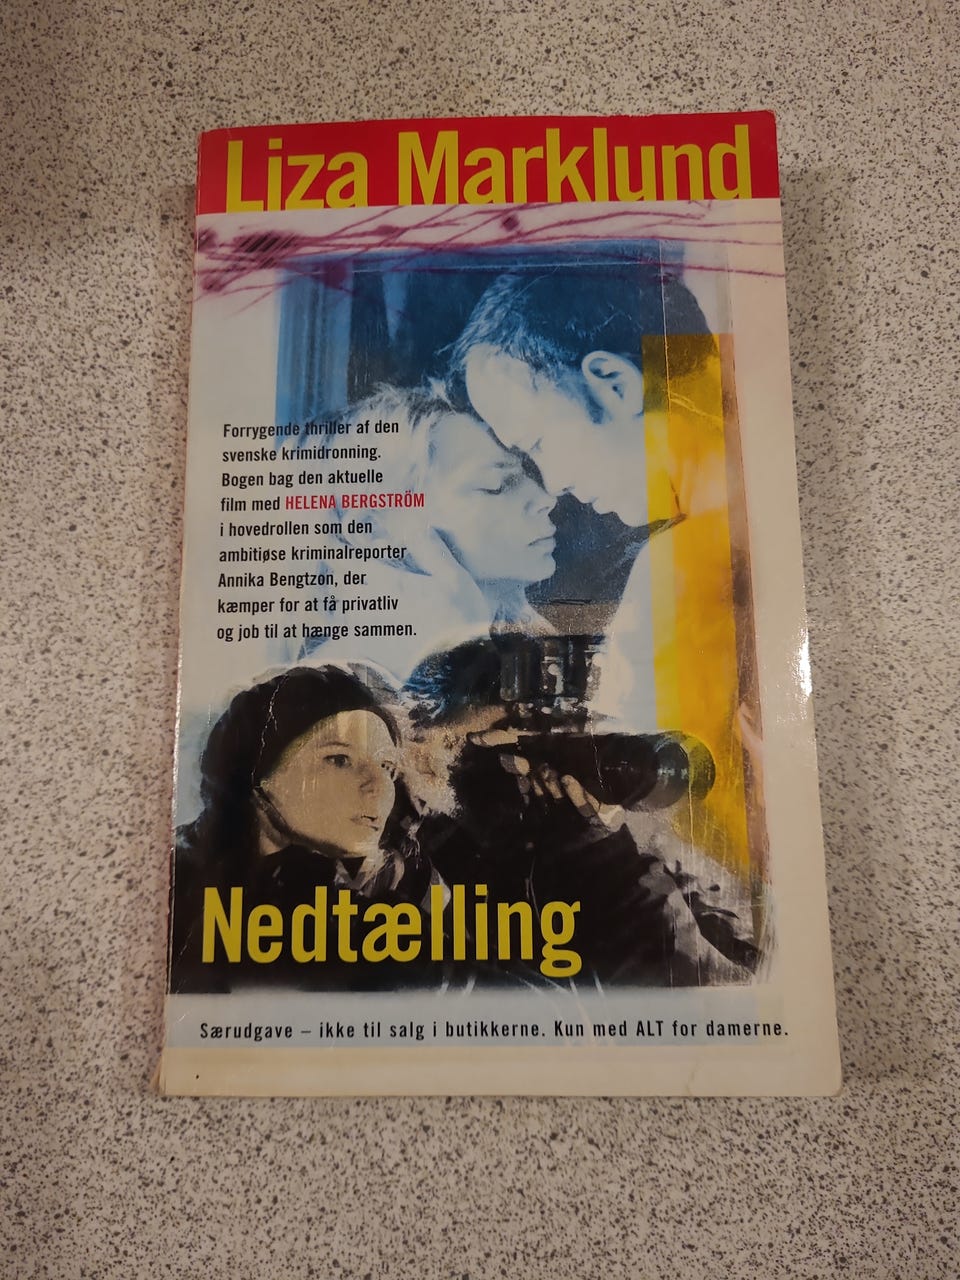 Liza Marklund
Forrygende thriller af den
svenske krimidronning.
Bogen bag den aktuelle
film med HELENA BERGSTRÖM
i hovedrollen som den
ambitiøse kriminalreporter
Annika Bengtzon, der
kæmper for at få privatliv
og job til at hænge sammen.
Nedtælling
Særudgave – ikke til salg i butikkerne. Kun med ALT for damerne.